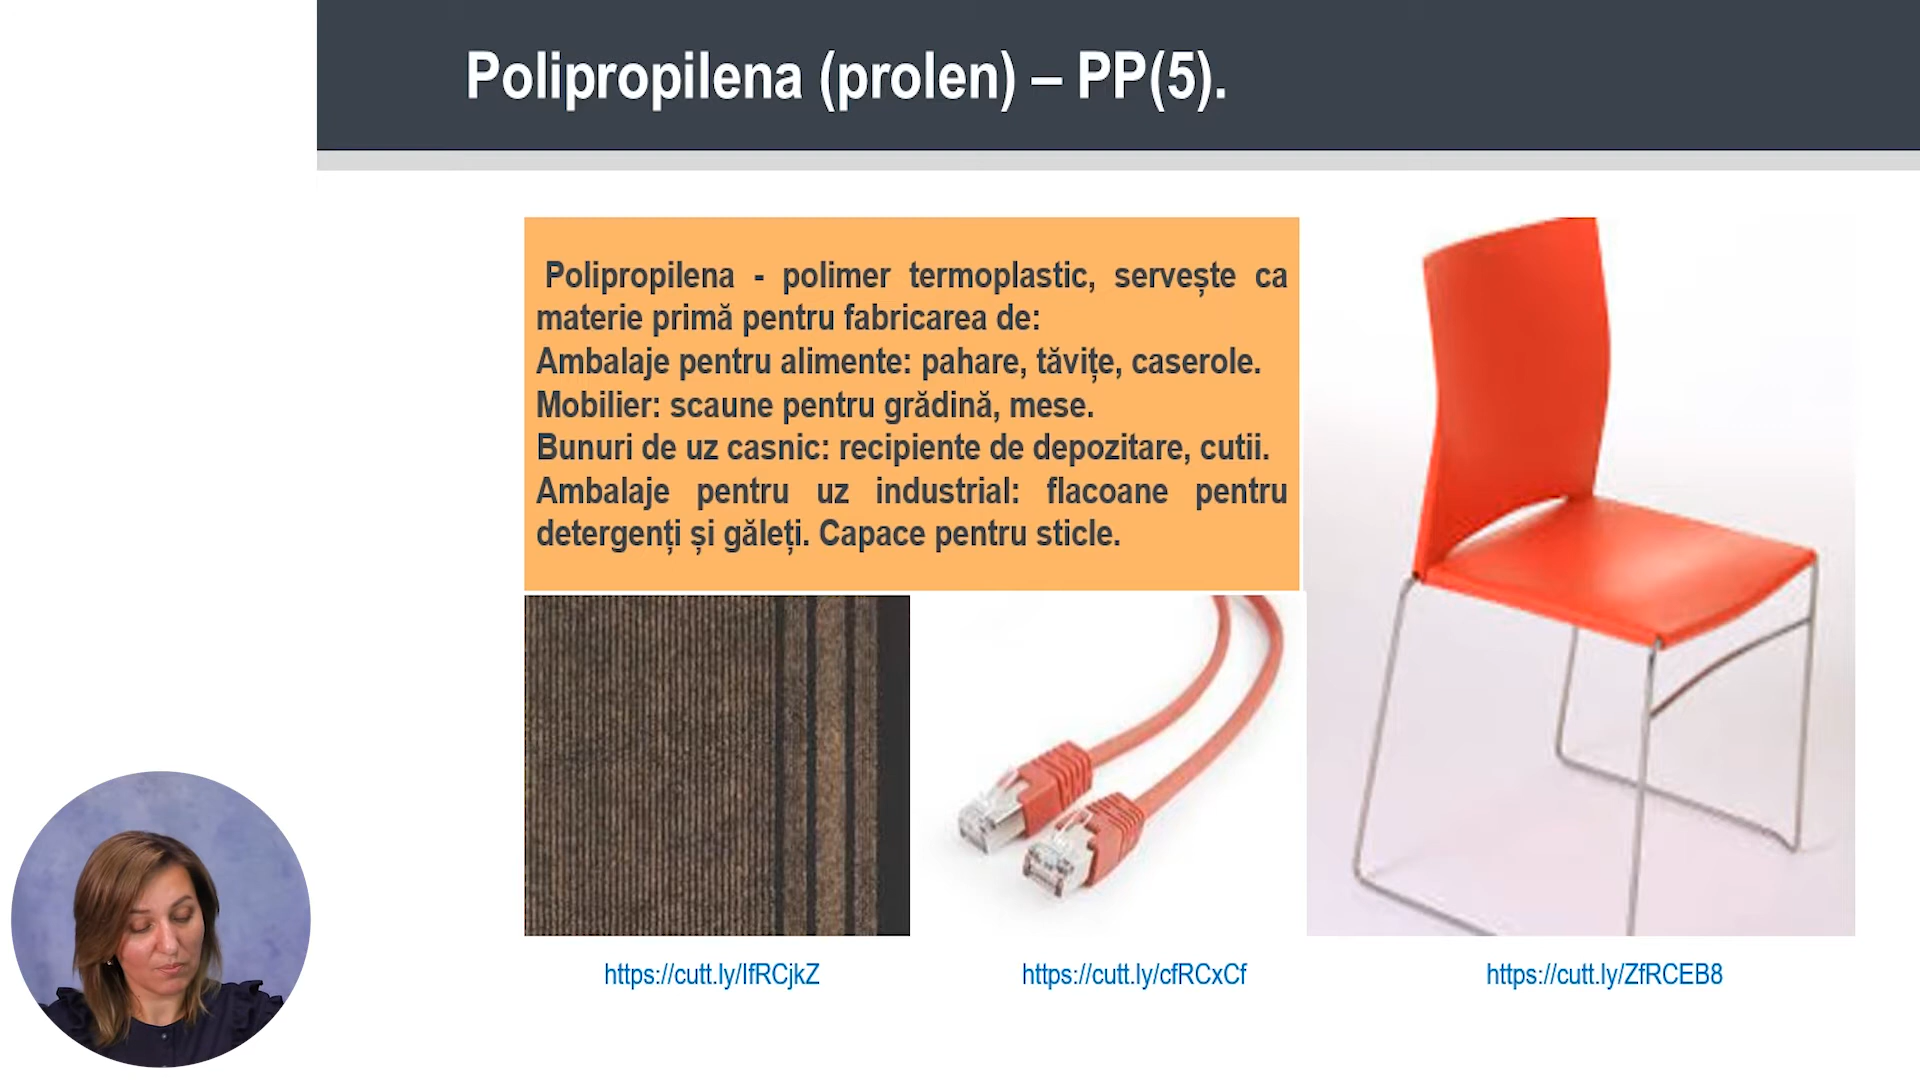 Polipropilena (prolen) – PP(5).
Polipropilena - polimer termoplastic, servește ca
materie primă pentru fabricarea de:
Ambalaje pentru alimente: pahare, tăvițe, caserole.
Mobilier: scaune pentru grădină, mese.
Bunuri de uz casnic: recipiente de depozitare, cutii.
Ambalaje pentru uz industrial: flacoane pentru
detergenți și găleți. Capace pentru sticle.
https://cutt.ly/IfRCjkZ
https://cutt.ly/cfRCxCf
https://cutt.ly/ZfRCEB8